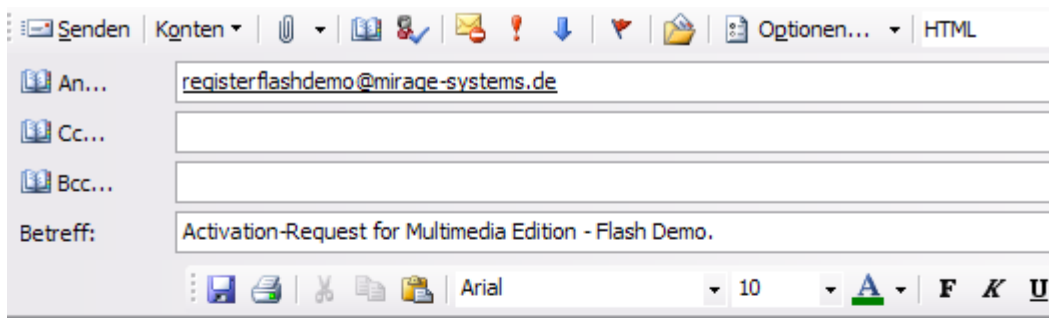 Senden Konten Optionen... HTML
An... registerflashdemo@mirage-systems.de
Cc...
Bcc...
Betreff: Activation-Request for Multimedia Edition - Flash Demo.
Arial 10 A F K U